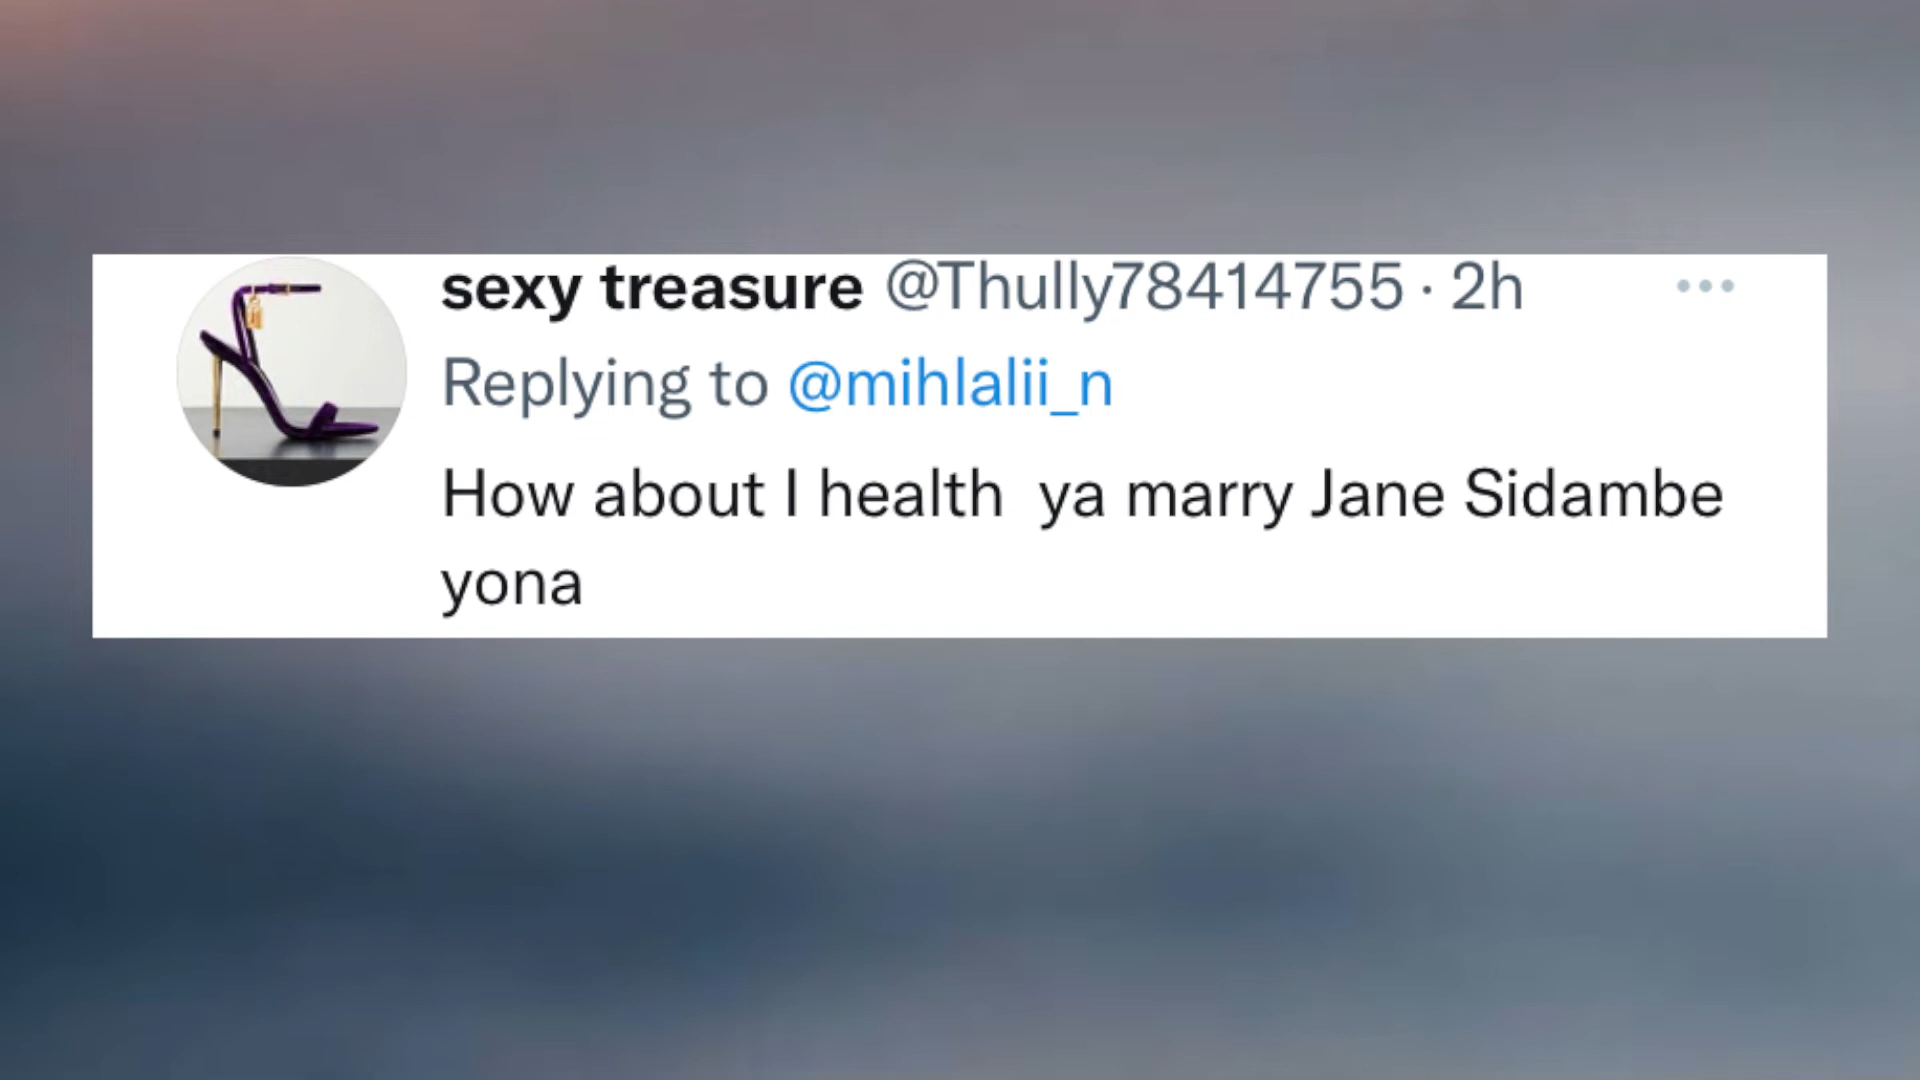 sexy treasure @Thully78414755 · 2h
Replying to @mihlalii_n
How about I health  ya marry Jane Sidambe
yona